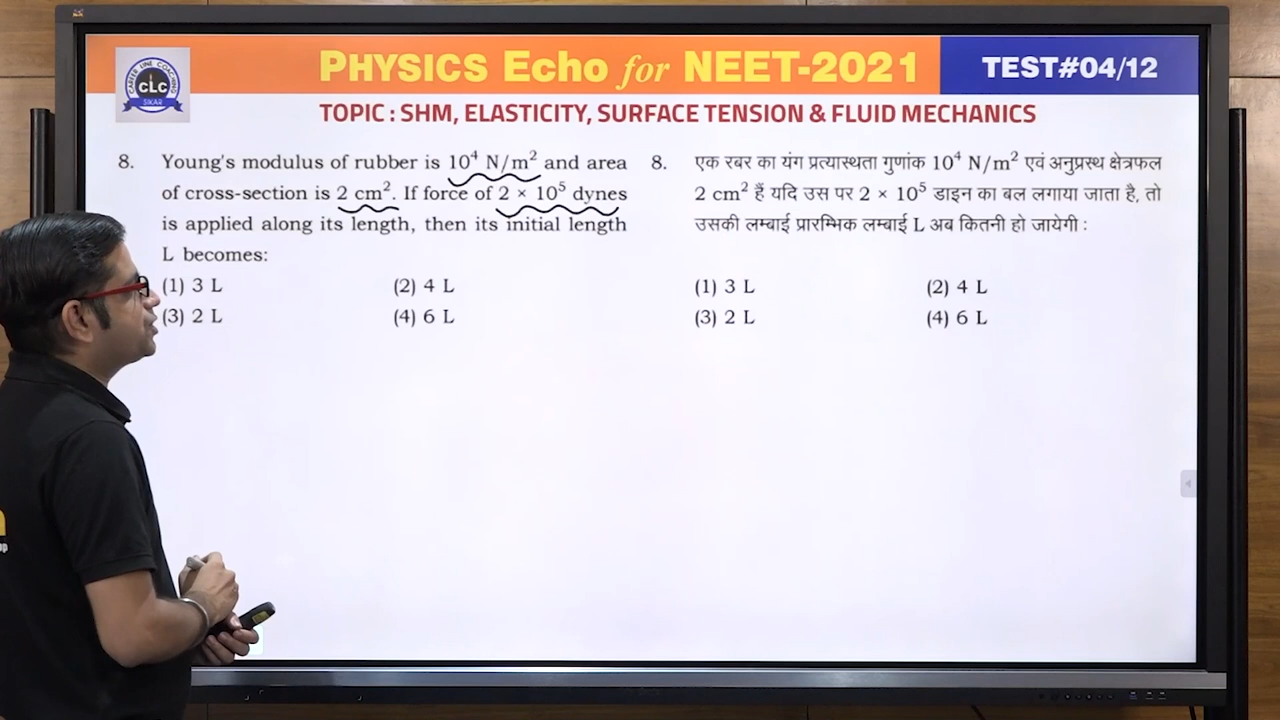 PHYSICS Echo for NEET-2021
TEST#04/12
CAREER LINE COACHING
CLC
SIKAR
TOPIC : SHM, ELASTICITY, SURFACE TENSION & FLUID MECHANICS
8. Young's modulus of rubber is 10⁴ N/m² and area
of cross-section is 2 cm². If force of 2 × 10⁵ dynes
is applied along its length, then its initial length
L becomes:
(1) 3 L (2) 4 L
(3) 2 L (4) 6 L
8. एक रबर का यंग प्रत्यास्थता गुणांक 10⁴ N/m² एवं अनुप्रस्थ क्षेत्रफल
2 cm² हैं यदि उस पर 2 × 10⁵ डाइन का बल लगाया जाता है, तो
उसकी लम्बाई प्रारम्भिक लम्बाई L अब कितनी हो जायेगी :
(1) 3 L (2) 4 L
(3) 2 L (4) 6 L